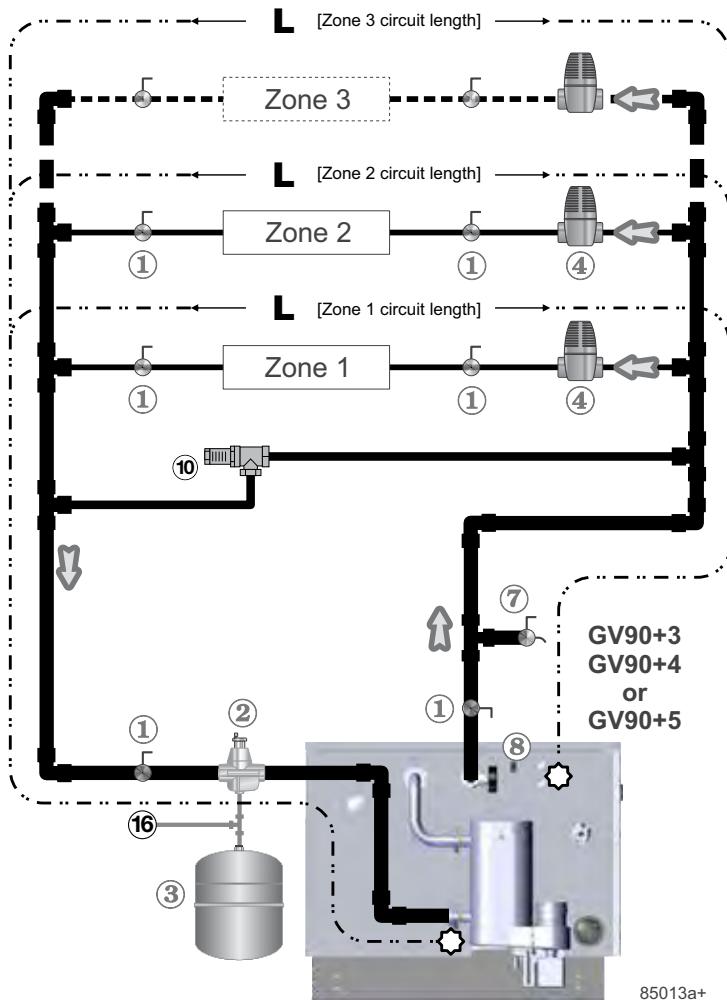 L [Zone 3 circuit length]
Zone 3
L [Zone 2 circuit length]
Zone 2
1 1 4
L [Zone 1 circuit length]
Zone 1
1 1 4
10
7
GV90+3
GV90+4
or
GV90+5
1 2 1 8
16
3
85013a+